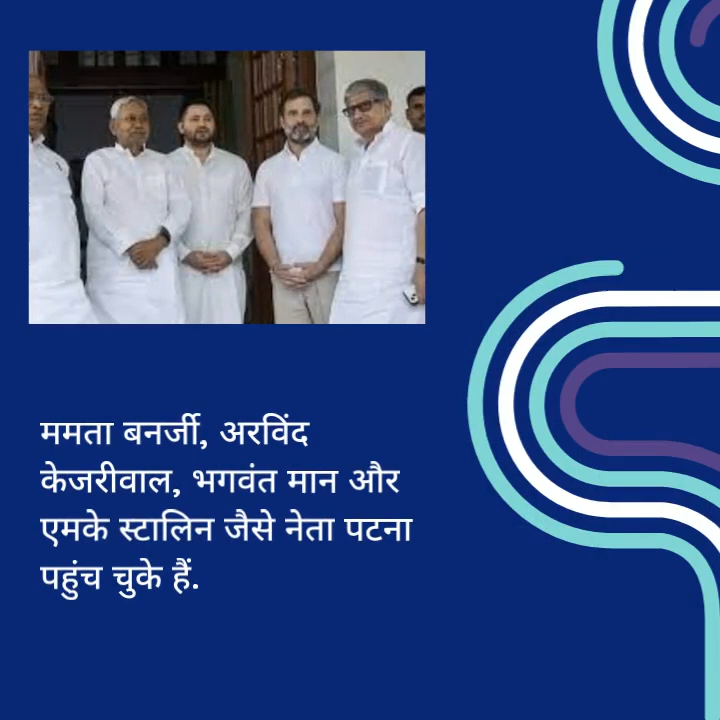 ममता बनर्जी, अरविंद
केजरीवाल, भगवंत मान और
एमके स्टालिन जैसे नेता पटना
पहुंच चुके हैं.